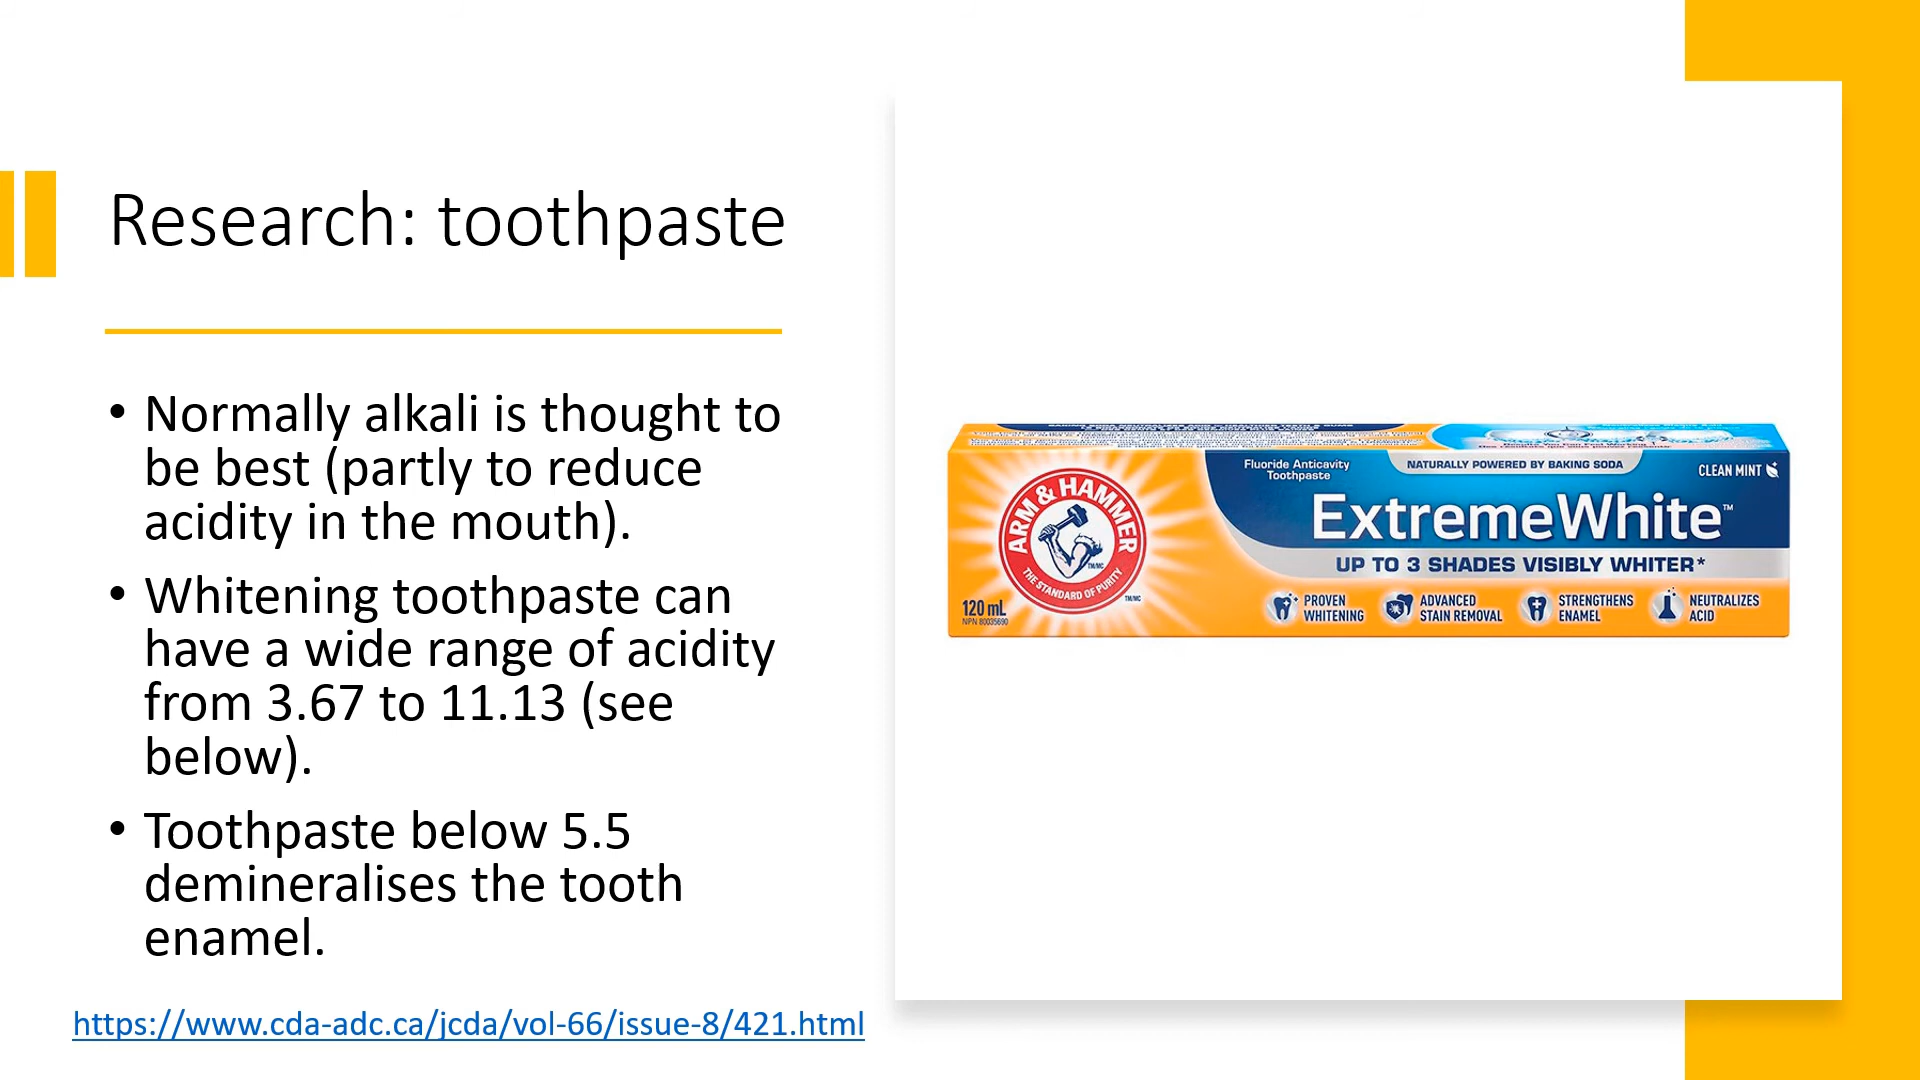 Research: toothpaste
• Normally alkali is thought to
be best (partly to reduce
acidity in the mouth).
• Whitening toothpaste can
have a wide range of acidity
from 3.67 to 11.13 (see
below).
• Toothpaste below 5.5
demineralises the tooth
enamel.
https://www.cda-adc.ca/jcda/vol-66/issue-8/421.html
ARM & HAMMER
THE STANDARD OF PURITY
TM/MC
TM/MC
120 mL
NPN 80035690
Fluoride Anticavity
Toothpaste
NATURALLY POWERED BY BAKING SODA
CLEAN MINT
ExtremeWhite™
UP TO 3 SHADES VISIBLY WHITER*
PROVEN
WHITENING
ADVANCED
STAIN REMOVAL
STRENGTHENS
ENAMEL
NEUTRALIZES
ACID